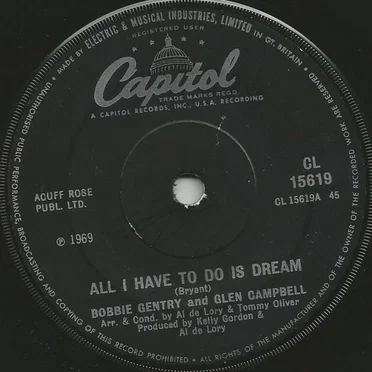 MADE BY ELECTRIC & MUSICAL INDUSTRIES, LIMITED IN GT. BRITAIN •
REGISTERED USER
Capitol
TRADE MARKS REGD.
A CAPITOL RECORDS, INC., U.S.A. RECORDING
CL
15619
CL 15619A 45
ACUFF ROSE
PUBL. LTD.
℗ 1969
ALL I HAVE TO DO IS DREAM
(Bryant)
BOBBIE GENTRY and GLEN CAMPBELL
Arr. & Cond. by Al de Lory & Tommy Oliver
Produced by Kelly Gordon &
Al de Lory
ALL RIGHTS OF THE MANUFACTURER AND OF THE OWNER OF THE RECORDED WORK RESERVED •
UNAUTHORISED PUBLIC PERFORMANCE, BROADCASTING AND COPYING OF THIS RECORD PROHIBITED •